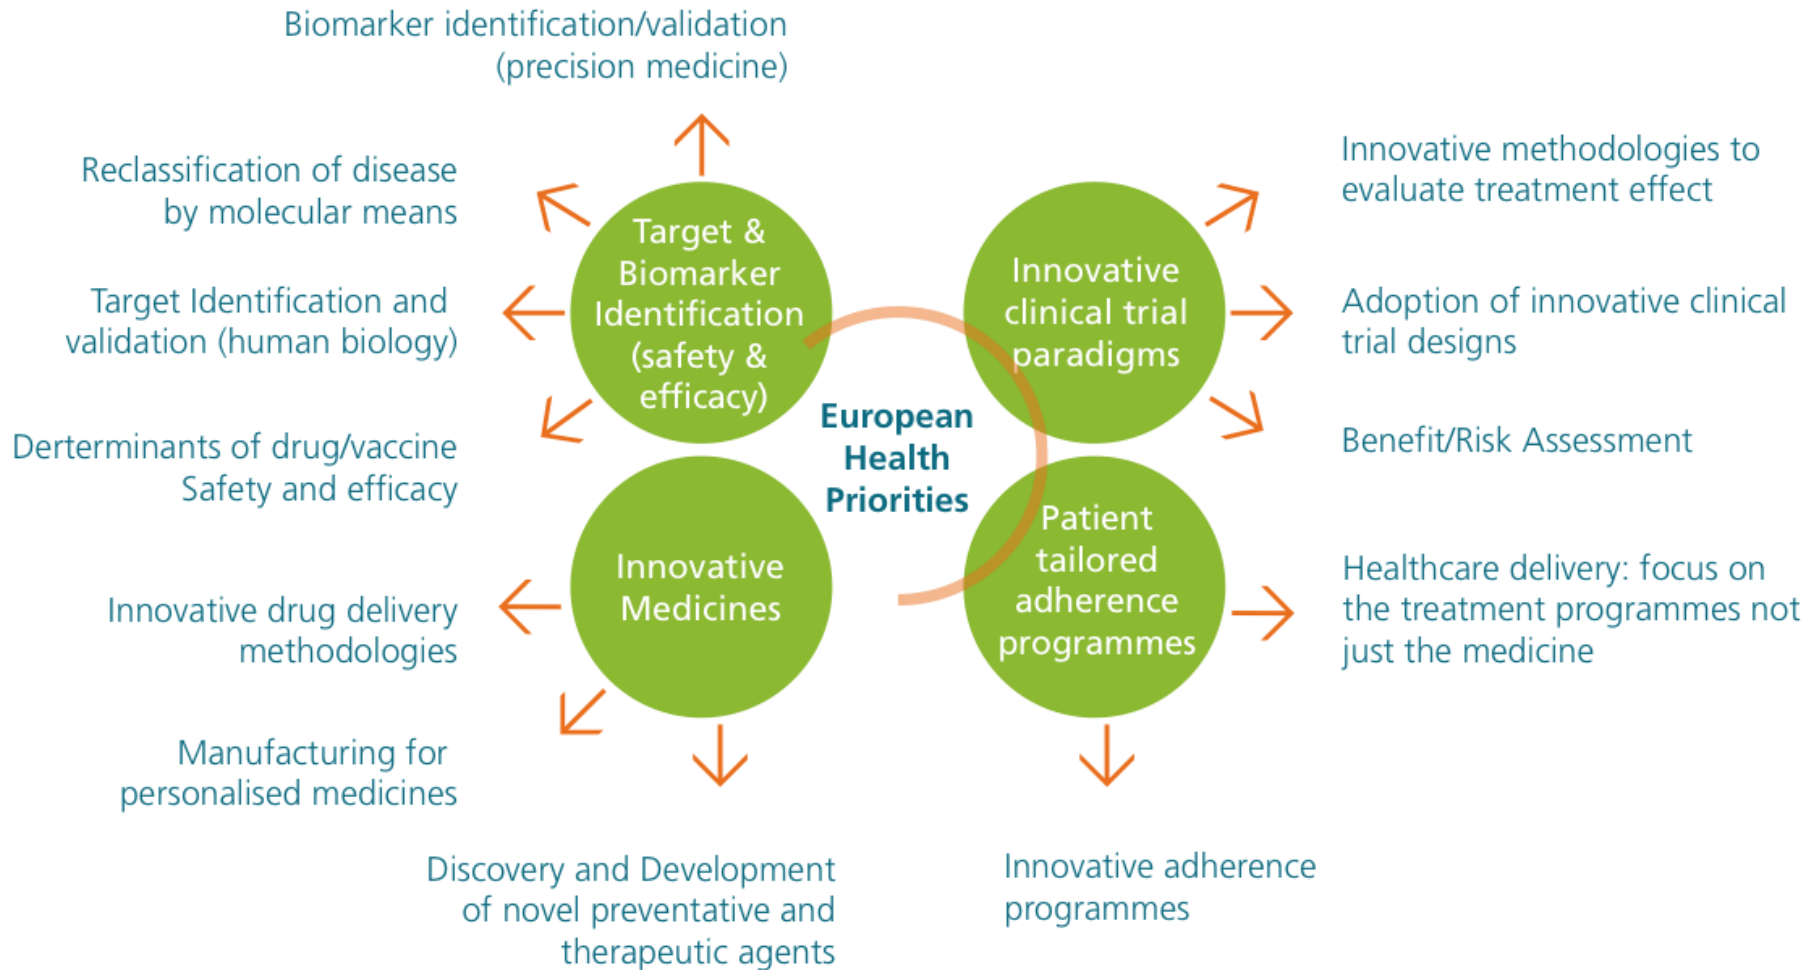 Biomarker identification/validation
(precision medicine)
Reclassification of disease
by molecular means
Target Identification and
validation (human biology)
Derterminants of drug/vaccine
Safety and efficacy
Target &
Biomarker
Identification
(safety &
efficacy)
Innovative
clinical trial
paradigms
Innovative methodologies to
evaluate treatment effect
Adoption of innovative clinical
trial designs
Benefit/Risk Assessment
European
Health
Priorities
Innovative
Medicines
Innovative drug delivery
methodologies
Manufacturing for
personalised medicines
Discovery and Development
of novel preventative and
therapeutic agents
Patient
tailored
adherence
programmes
Healthcare delivery: focus on
the treatment programmes not
just the medicine
Innovative adherence
programmes